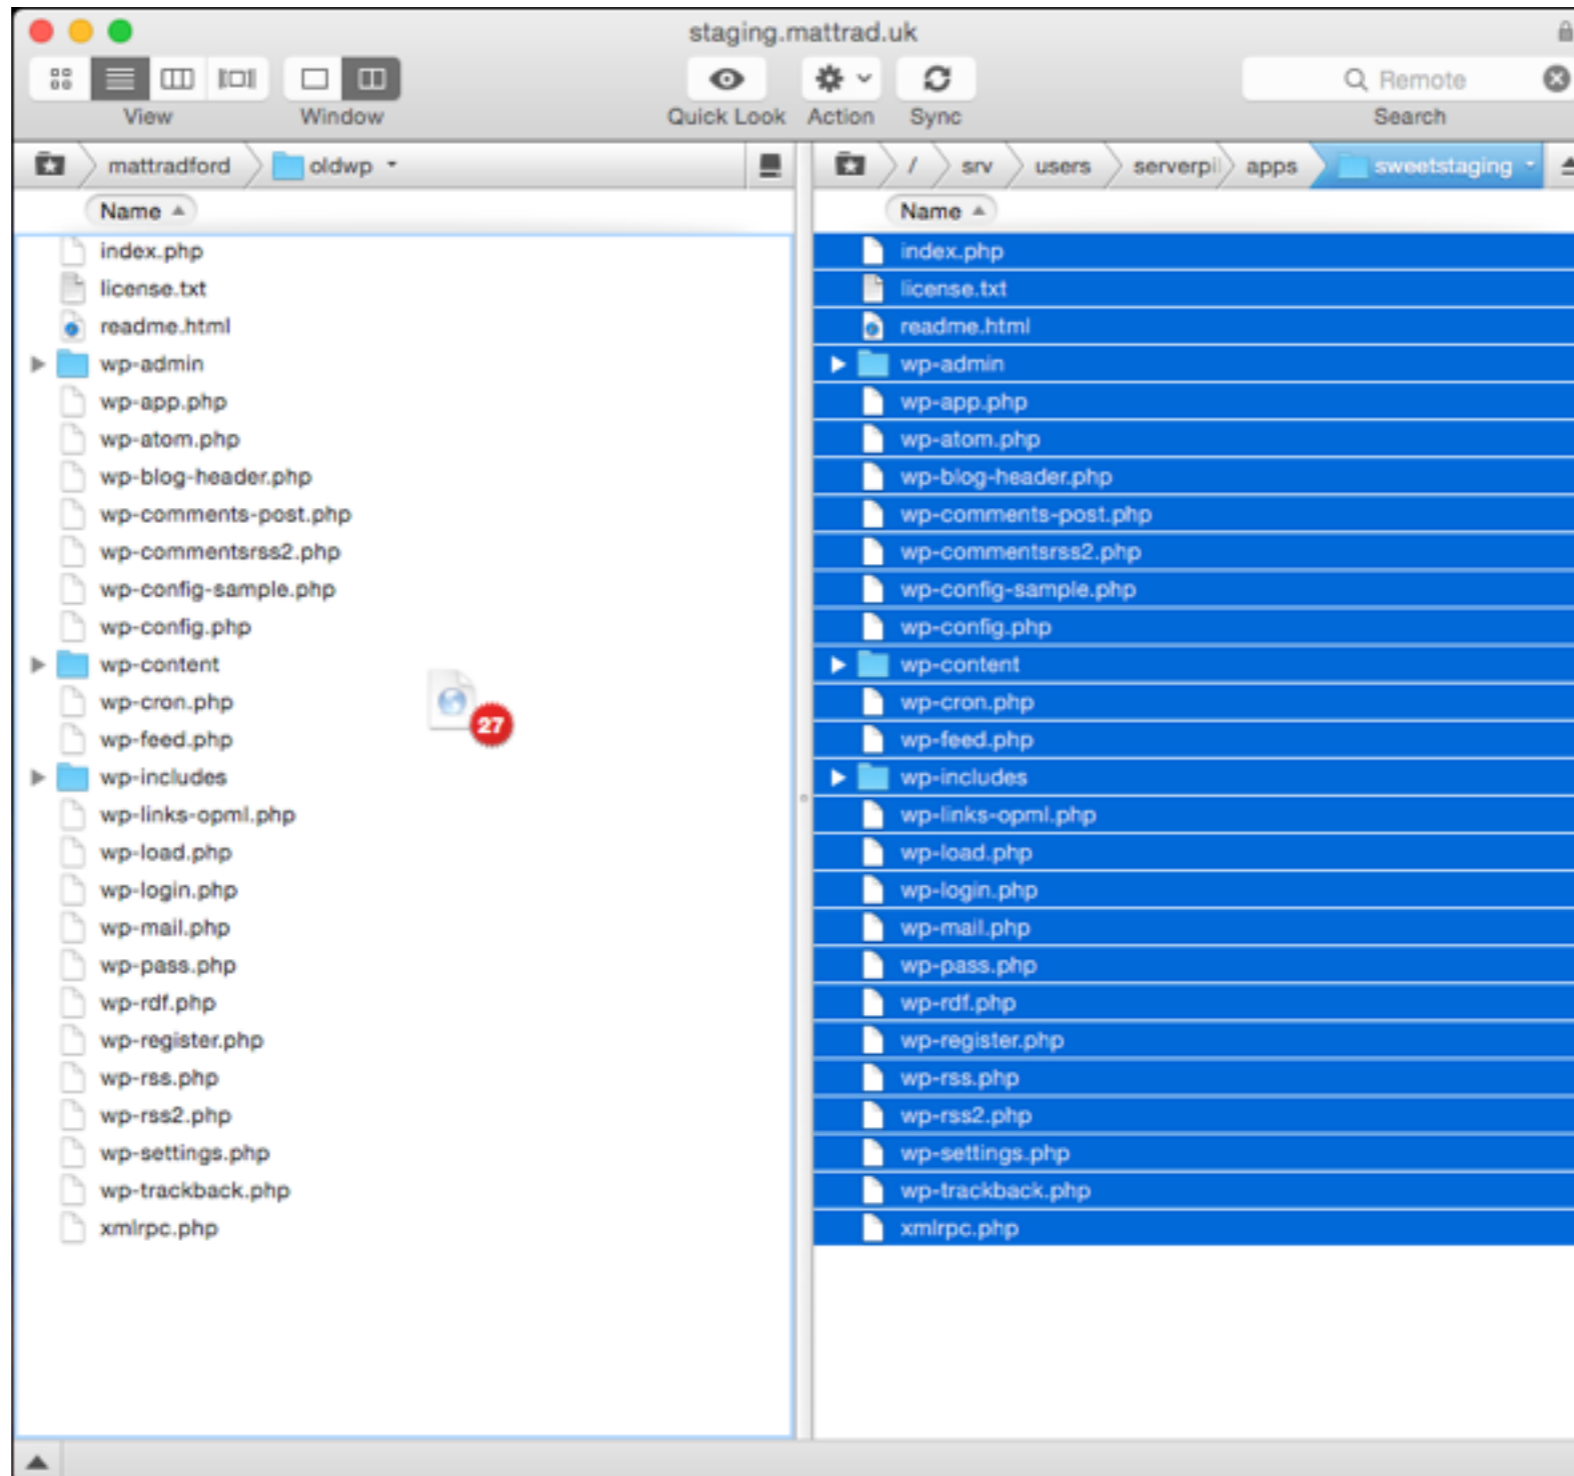 staging.mattrad.uk
View Window Quick Look Action Sync Remote Search
mattradford oldwp
Name
index.php
license.txt
readme.html
wp-admin
wp-app.php
wp-atom.php
wp-blog-header.php
wp-comments-post.php
wp-commentsrss2.php
wp-config-sample.php
wp-config.php
wp-content
wp-cron.php
27
wp-feed.php
wp-includes
wp-links-opml.php
wp-load.php
wp-login.php
wp-mail.php
wp-pass.php
wp-rdf.php
wp-register.php
wp-rss.php
wp-rss2.php
wp-settings.php
wp-trackback.php
xmlrpc.php
/ srv users serverpil apps sweetstaging
Name
index.php
license.txt
readme.html
wp-admin
wp-app.php
wp-atom.php
wp-blog-header.php
wp-comments-post.php
wp-commentsrss2.php
wp-config-sample.php
wp-config.php
wp-content
wp-cron.php
wp-feed.php
wp-includes
wp-links-opml.php
wp-load.php
wp-login.php
wp-mail.php
wp-pass.php
wp-rdf.php
wp-register.php
wp-rss.php
wp-rss2.php
wp-settings.php
wp-trackback.php
xmlrpc.php